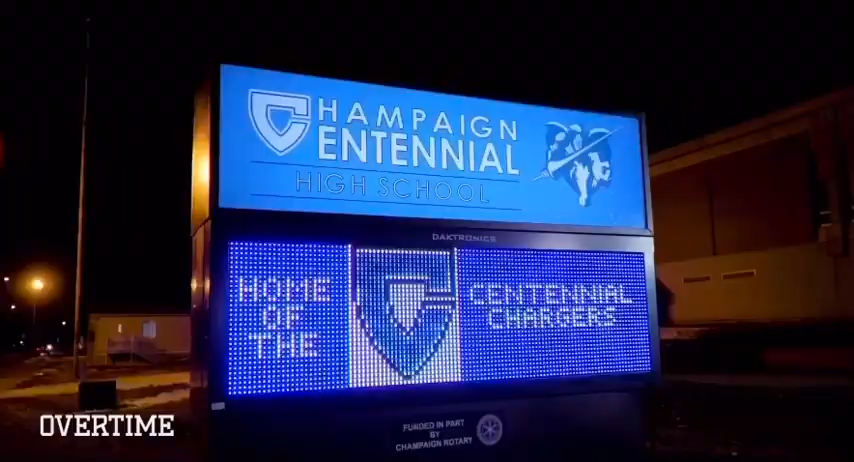 CHAMPAIGN
CENTENNIAL
HIGH SCHOOL
DAKTRONICS
HOME
OF
THE
CENTENNIAL
CHARGERS
FUNDED IN PART
BY
CHAMPAIGN ROTARY
OVERTIME